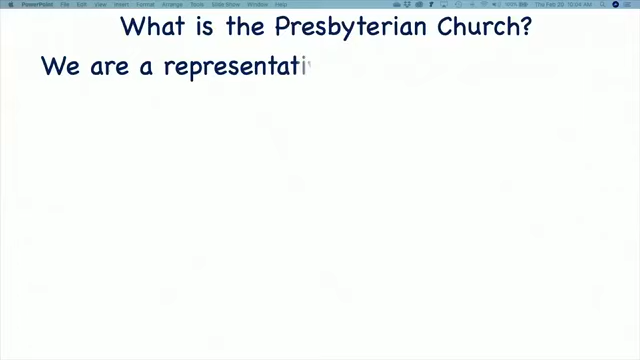 PowerPoint File Edit View Insert Format Arrange Tools Slide Show Window Help Thu Feb 20 12:04 AM
What is the Presbyterian Church?
We are a representati